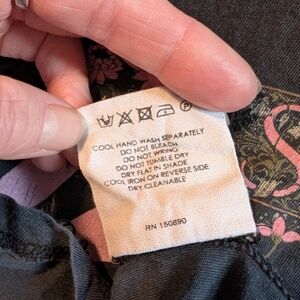 COOL HAND WASH SEPARATELY
DO NOT BLEACH
DO NOT WRING
DO NOT TUMBLE DRY
DRY FLAT IN SHADE
COOL IRON ON REVERSE SIDE
DRY CLEANABLE
RN 150890